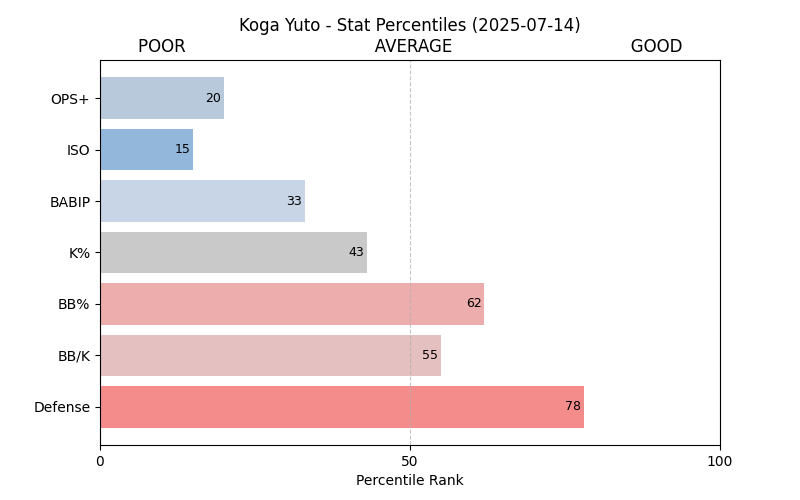 Koga Yuto - Stat Percentiles (2025-07-14)
POOR AVERAGE GOOD
OPS+ 20
ISO 15
BABIP 33
K% 43
BB% 62
BB/K 55
Defense 78
0 50 100
Percentile Rank